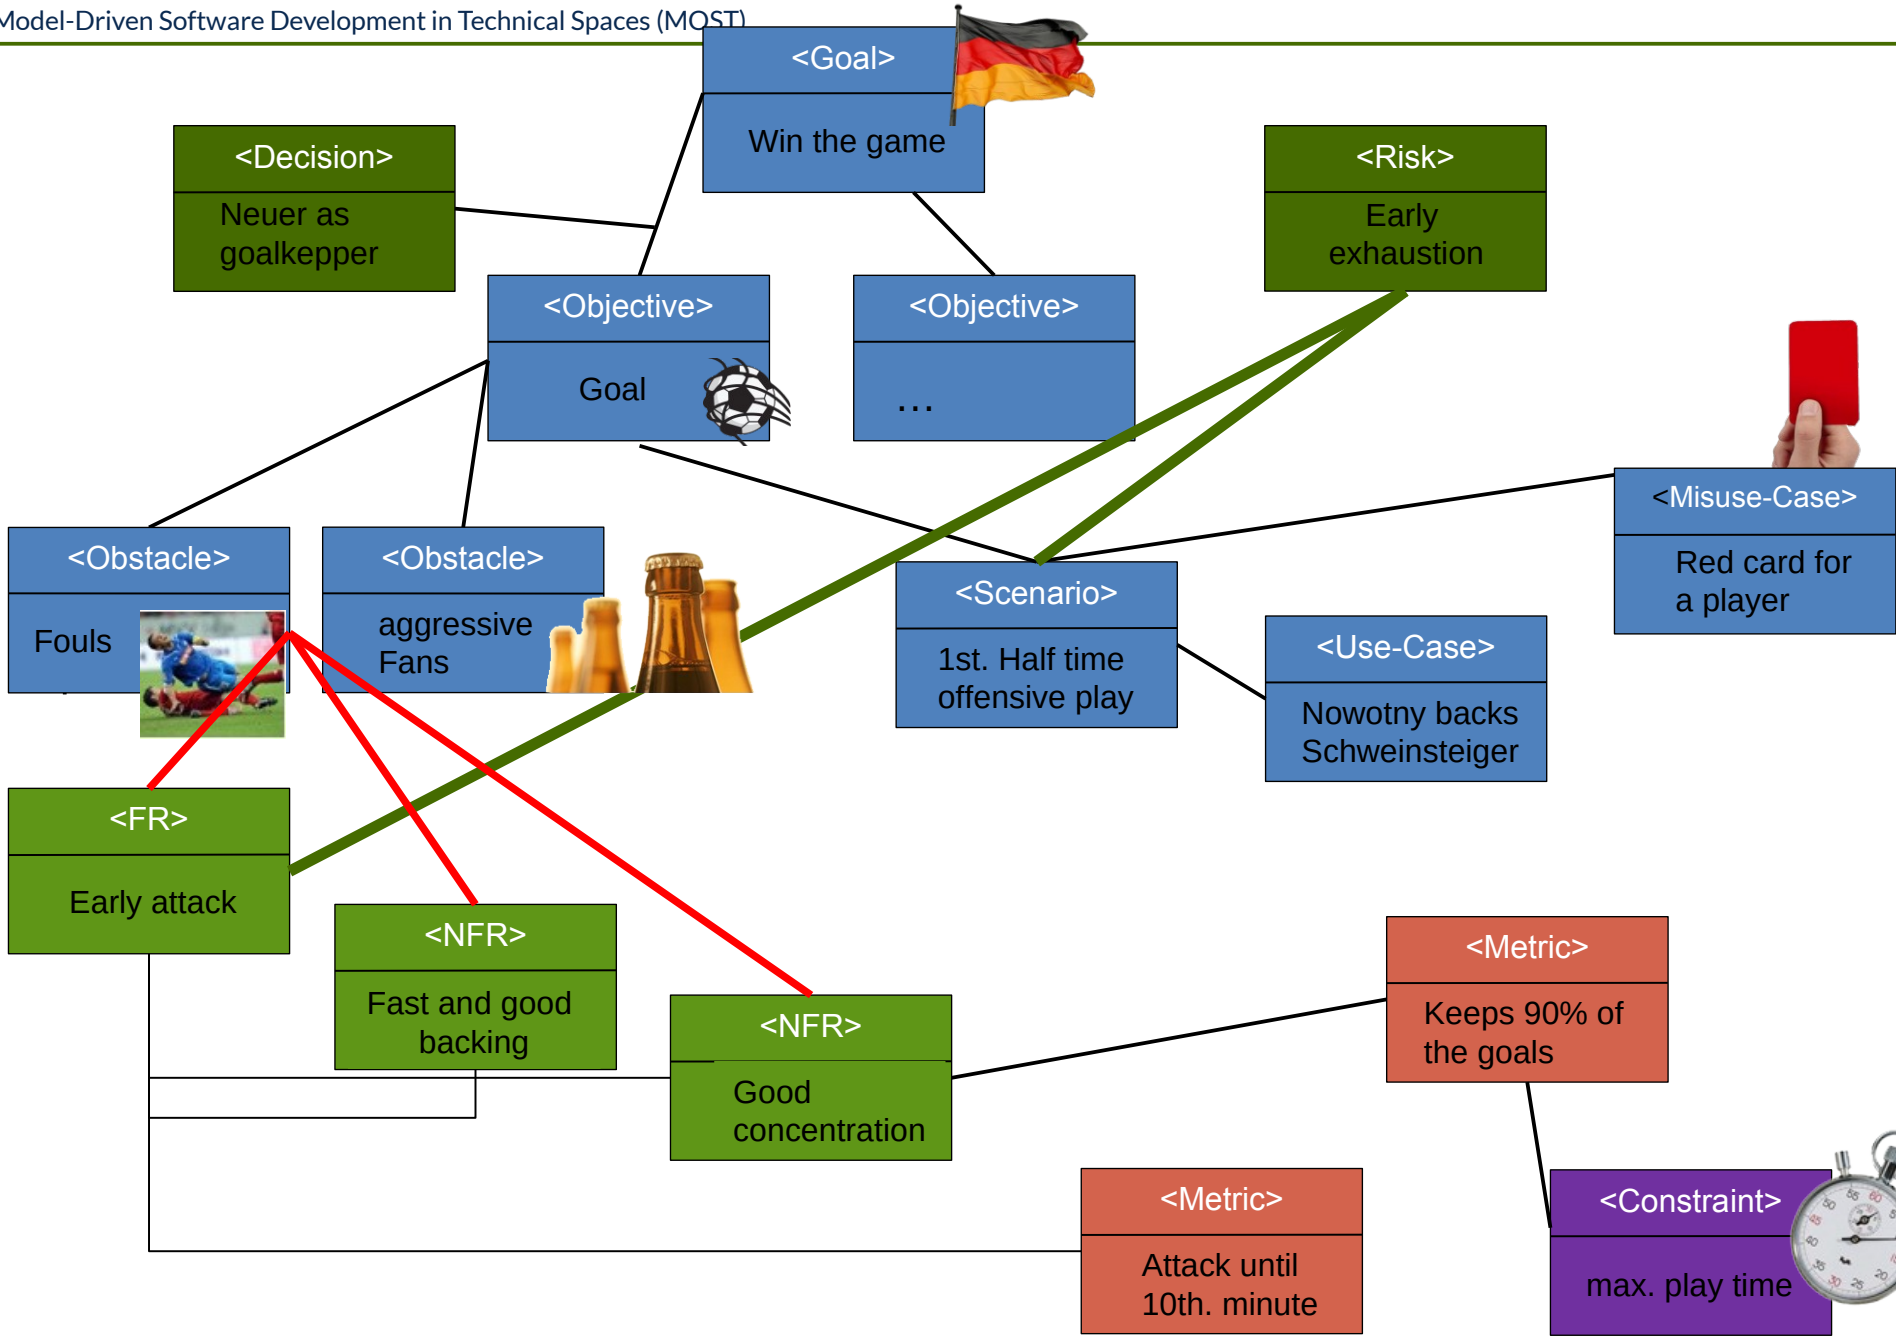 Model-Driven Software Development in Technical Spaces (MOST)
<Goal>
Win the game
<Decision>
Neuer as
goalkepper
<Risk>
Early
exhaustion
<Objective>
Goal
<Objective>
...
<Misuse-Case>
Red card for
a player
<Obstacle>
Fouls
<Obstacle>
aggressive
Fans
<Scenario>
1st. Half time
offensive play
<Use-Case>
Nowotny backs
Schweinsteiger
<FR>
Early attack
<NFR>
Fast and good
backing
<NFR>
Good
concentration
<Metric>
Keeps 90% of
the goals
<Metric>
Attack until
10th. minute
<Constraint>
max. play time